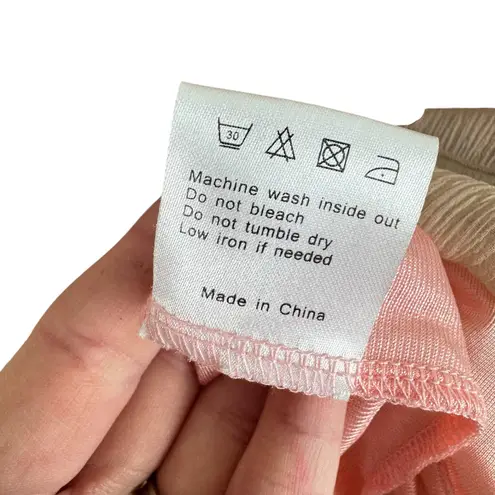 30
Machine wash inside out
Do not bleach
Do not tumble dry
Low iron if needed
Made in China